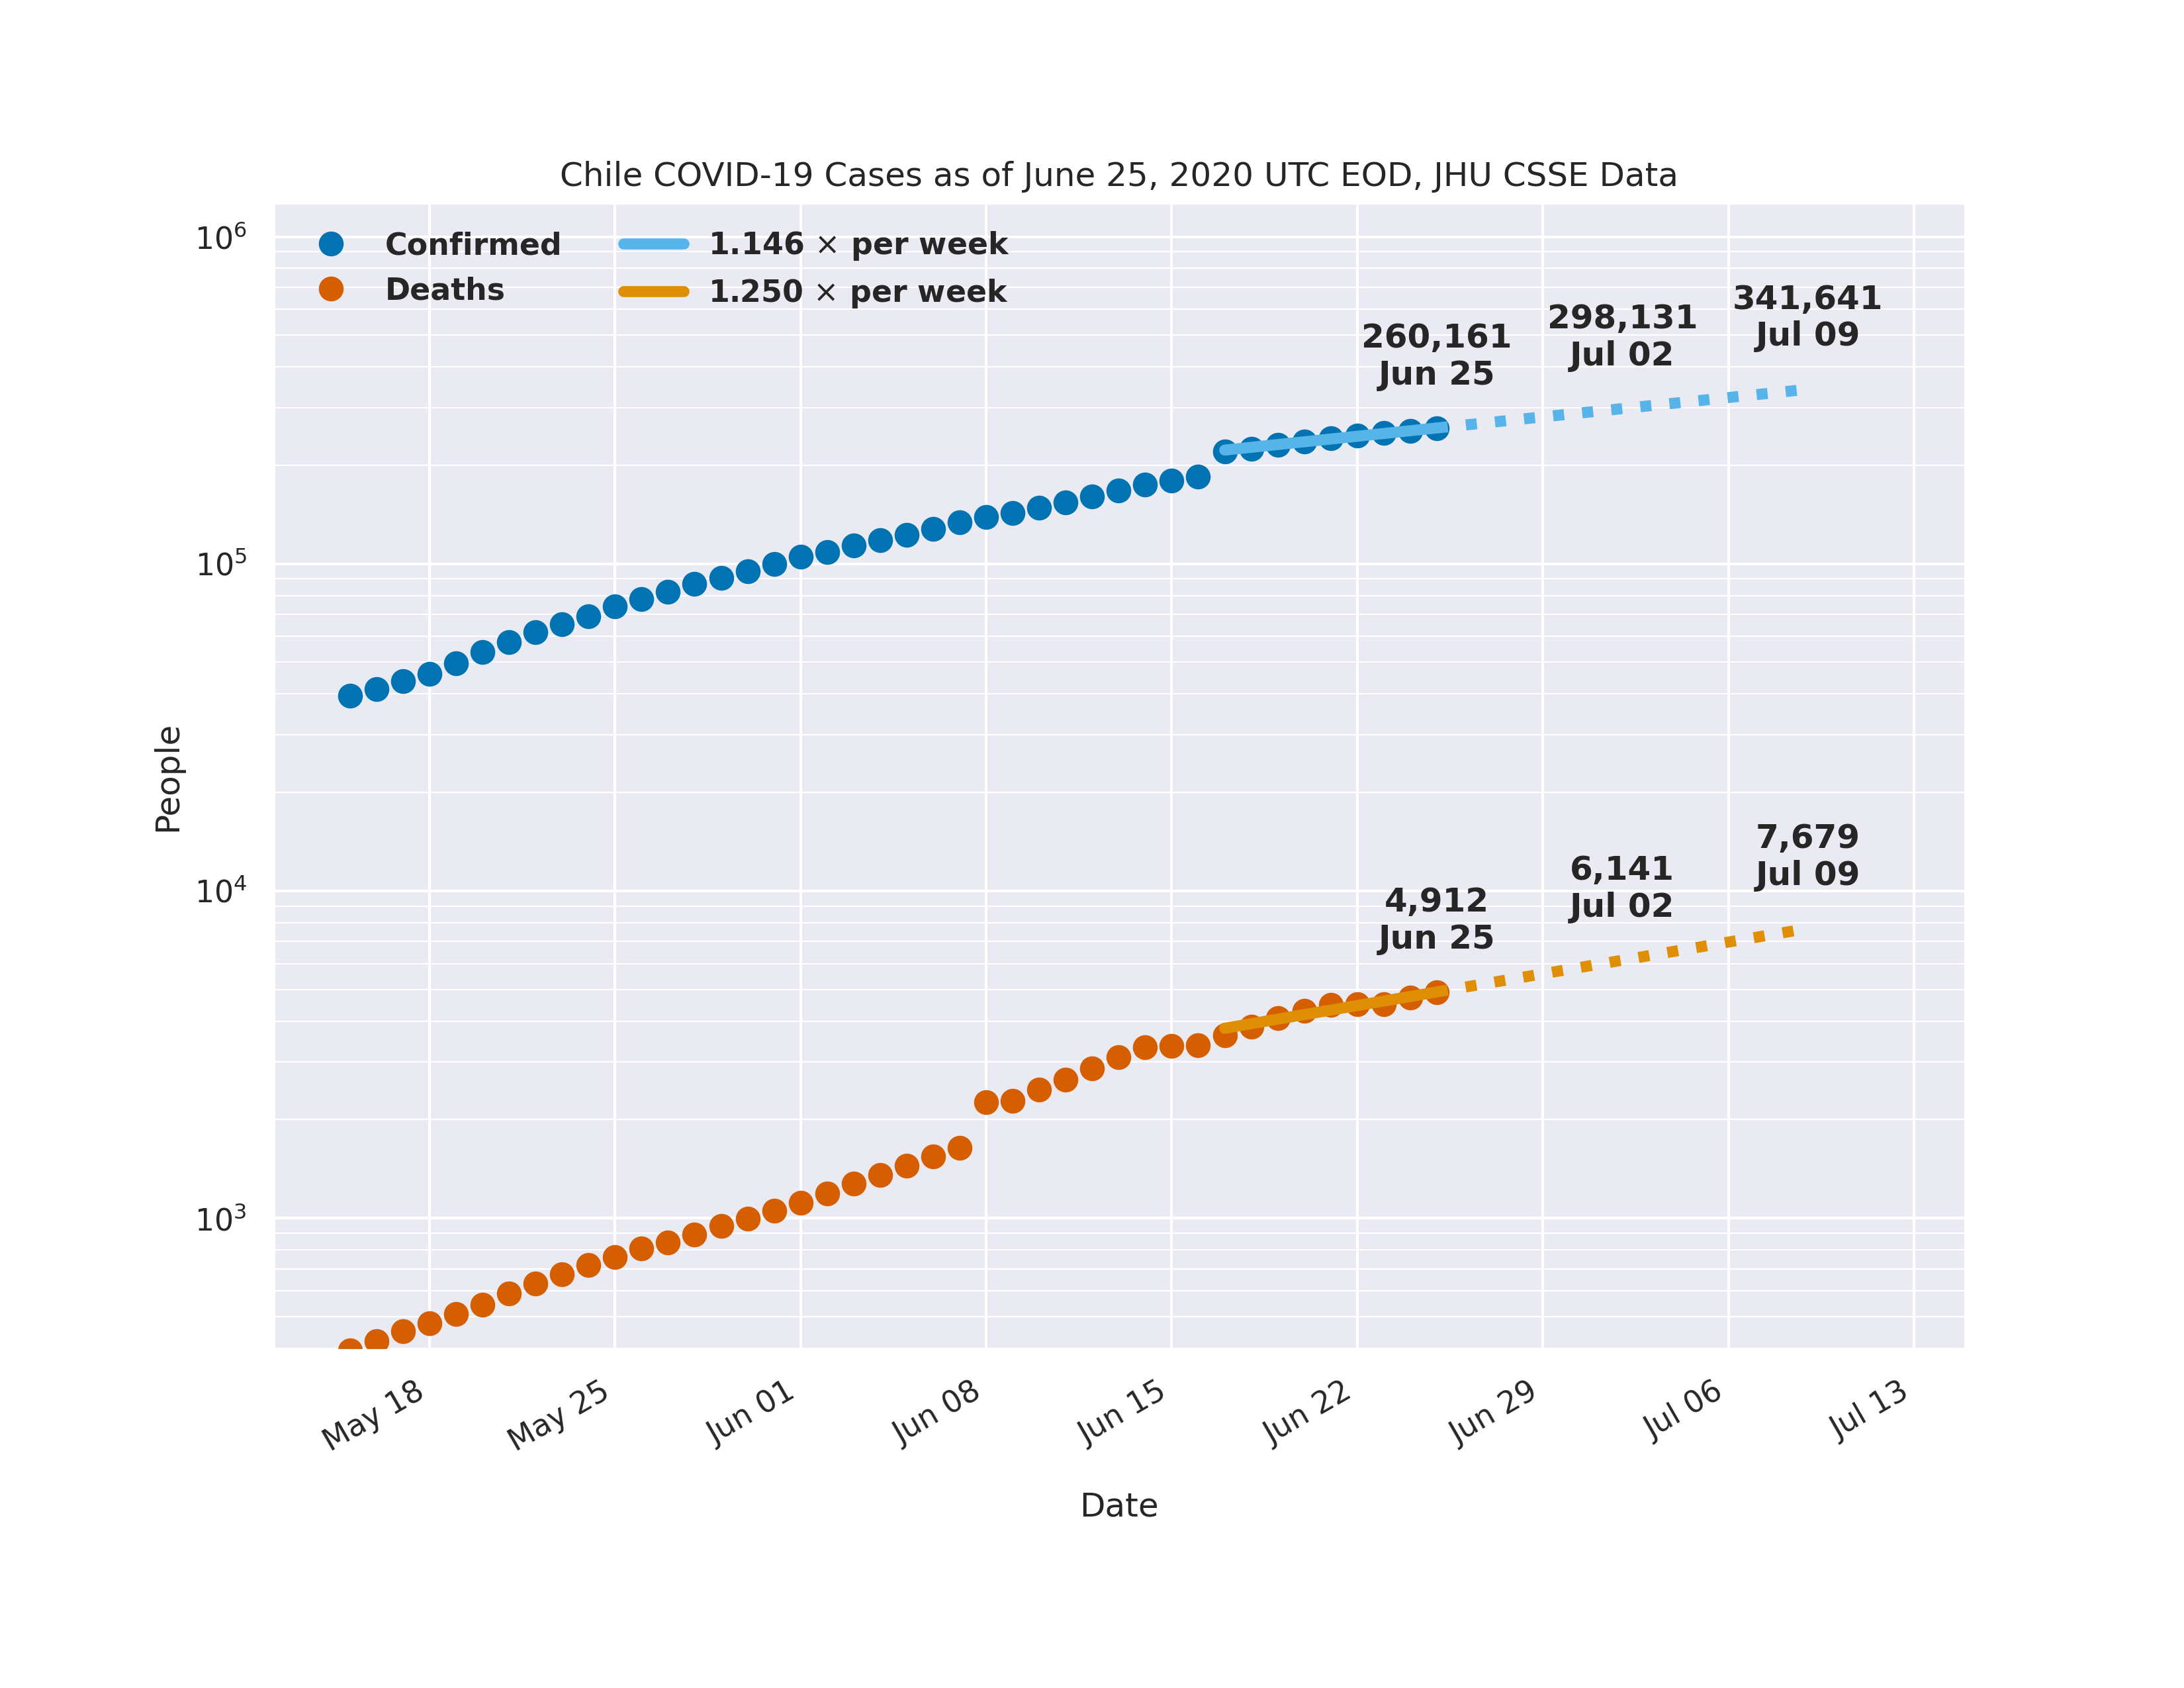 Chile COVID-19 Cases as of June 25, 2020 UTC EOD, JHU CSSE Data
Confirmed
Deaths
1.146 × per week
1.250 × per week
260,161
Jun 25
298,131
Jul 02
341,641
Jul 09
4,912
Jun 25
6,141
Jul 02
7,679
Jul 09
People
10⁶
10⁵
10⁴
10³
May 18
May 25
Jun 01
Jun 08
Jun 15
Jun 22
Jun 29
Jul 06
Jul 13
Date